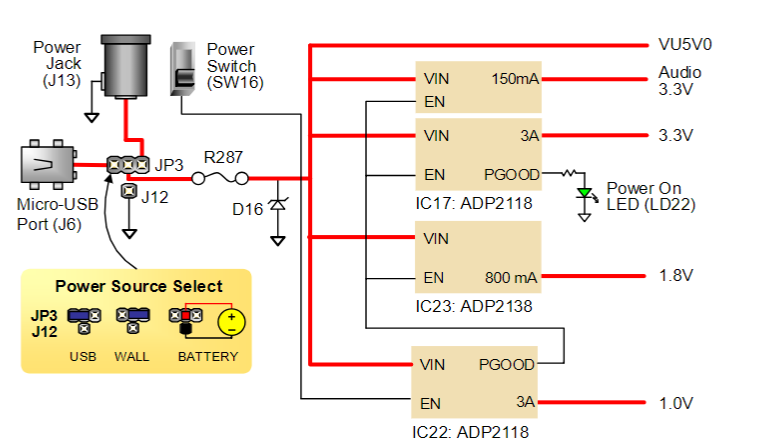 Power
Jack
(J13)
Power
Switch
(SW16)
VU5V0
VIN
150mA
EN
Audio
3.3V
VIN
3A
3.3V
EN
PGOOD
IC17: ADP2118
Power On
LED (LD22)
JP3
R287
J12
D16
Micro-USB
Port (J6)
VIN
EN
800 mA
1.8V
IC23: ADP2138
Power Source Select
JP3
J12
+
−
USB
WALL
BATTERY
VIN
PGOOD
EN
3A
1.0V
IC22: ADP2118